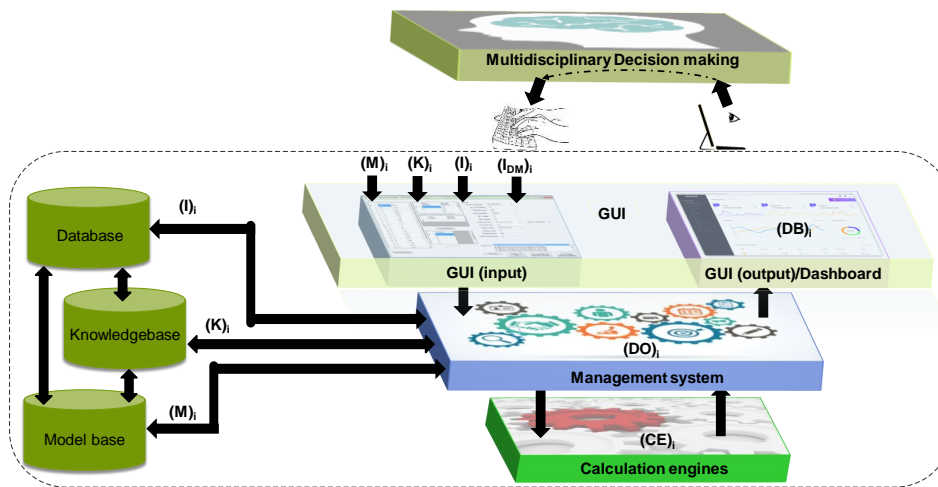 Multidisciplinary Decision making
(M)i
(K)i
(I)i
(IDM)i
(I)i
GUI
(DB)i
Database
GUI (input)
GUI (output)/Dashboard
Knowledgebase
(K)i
(DO)i
Management system
(M)i
Model base
(CE)i
Calculation engines